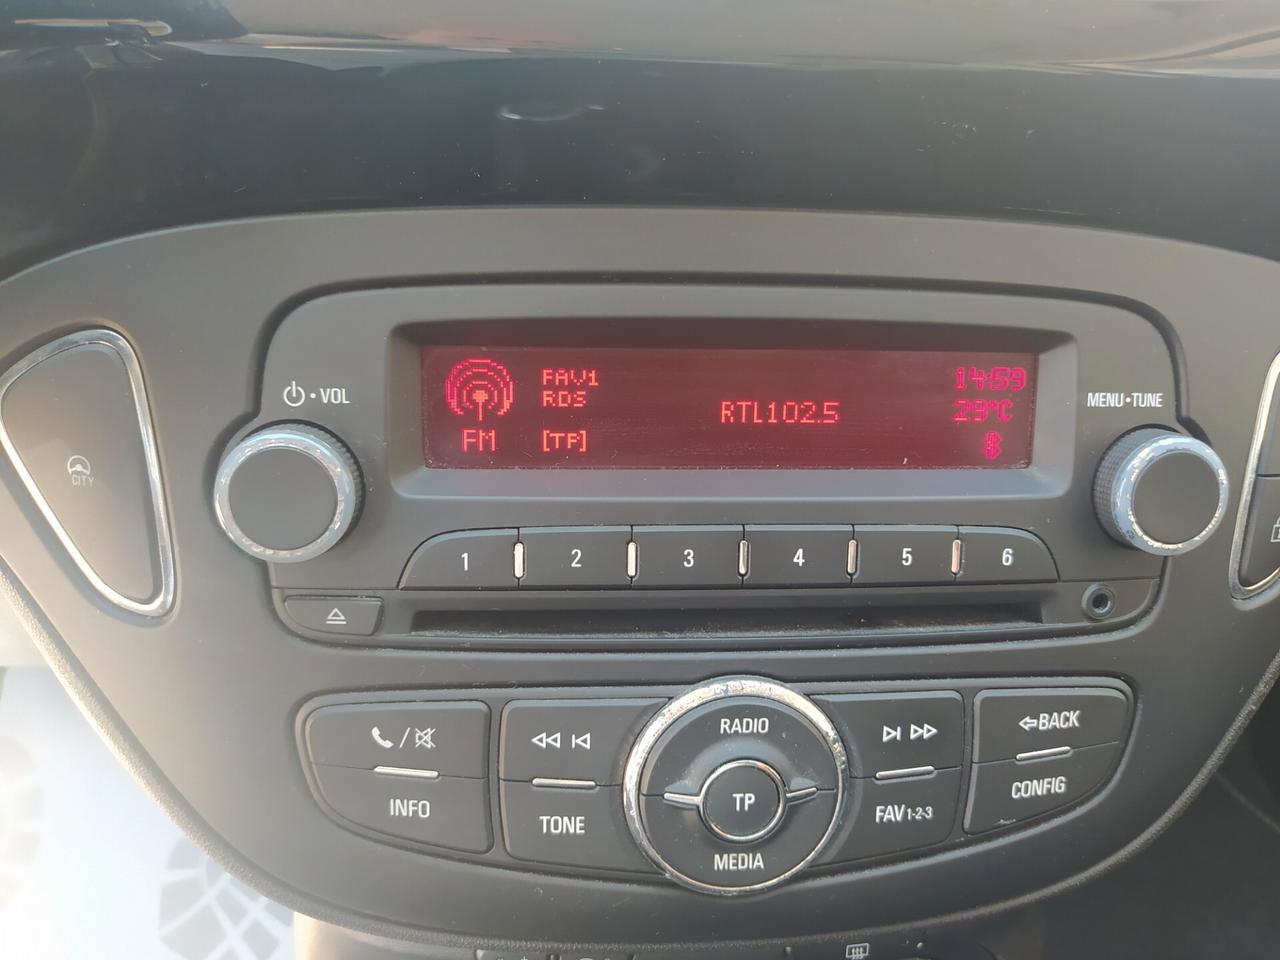 FAV1
14:59
RDS
RTL102.5
29°C
FM
[TP]
VOL
MENU•TUNE
CITY
1 2 3 4 5 6
RADIO
BACK
INFO
TONE
TP
FAV1-2-3
CONFIG
MEDIA